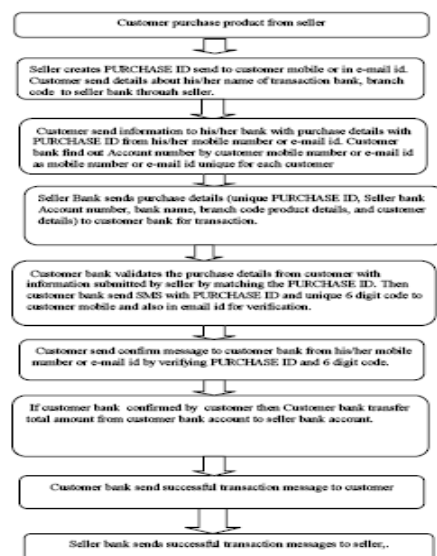 Customer purchase product from seller
Seller creates PURCHASE ID send to customer mobile or in e-mail id.
Customer send details about his/her name of transaction bank, branch
code to seller bank through seller.
Customer send information to his/her bank with purchase details with
PURCHASE ID from his/her mobile number or e-mail id. Customer
bank find out Account number by customer mobile number or e-mail id
as mobile number or e-mail id unique for each customer
Seller Bank sends purchase details (unique PURCHASE ID, Seller bank
Account number, bank name, branch code product details, and customer
details) to customer bank for transaction.
Customer bank validates the purchase details from customer with
information submitted by seller by matching the PURCHASE ID. Then
customer bank send SMS with PURCHASE ID and unique 6 digit code to
customer mobile and also in email id for verification.
Customer send confirm message to customer bank from his/her mobile
number or e-mail id by verifying PURCHASE ID and 6 digit code.
If customer bank confirmed by customer then Customer bank transfer
total amount from customer bank account to seller bank account.
Customer bank send successful transaction message to customer
Seller bank sends successful transaction messages to seller,.